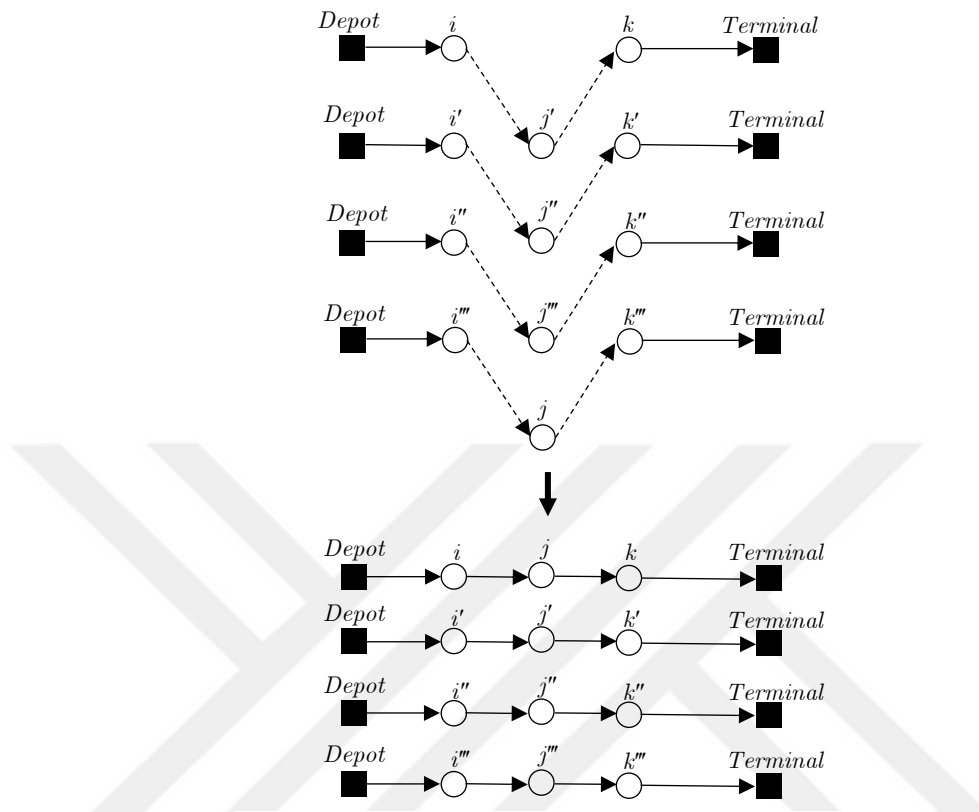 Depot i k Terminal
Depot i′ j′ k′ Terminal
Depot i″ j″ k″ Terminal
Depot i‴ j‴ k‴ Terminal
j
Depot i j k Terminal
Depot i′ j′ k′ Terminal
Depot i″ j″ k″ Terminal
Depot i‴ j‴ k‴ Terminal